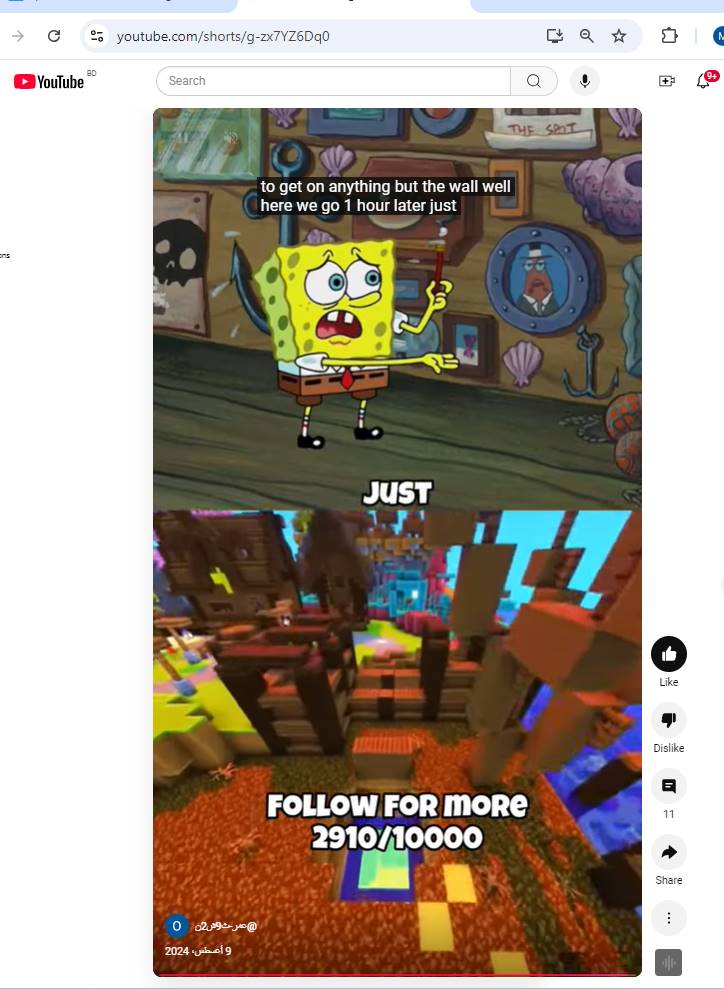 youtube.com/shorts/g-zx7YZ6Dq0
YouTube BD
Search
9+
THE SPOT
to get on anything but the wall well
here we go 1 hour later just
ons
JUST
FOLLOW FOR MORE
2910/10000
Like
Dislike
11
Share
O
9 أغسطس، 2024